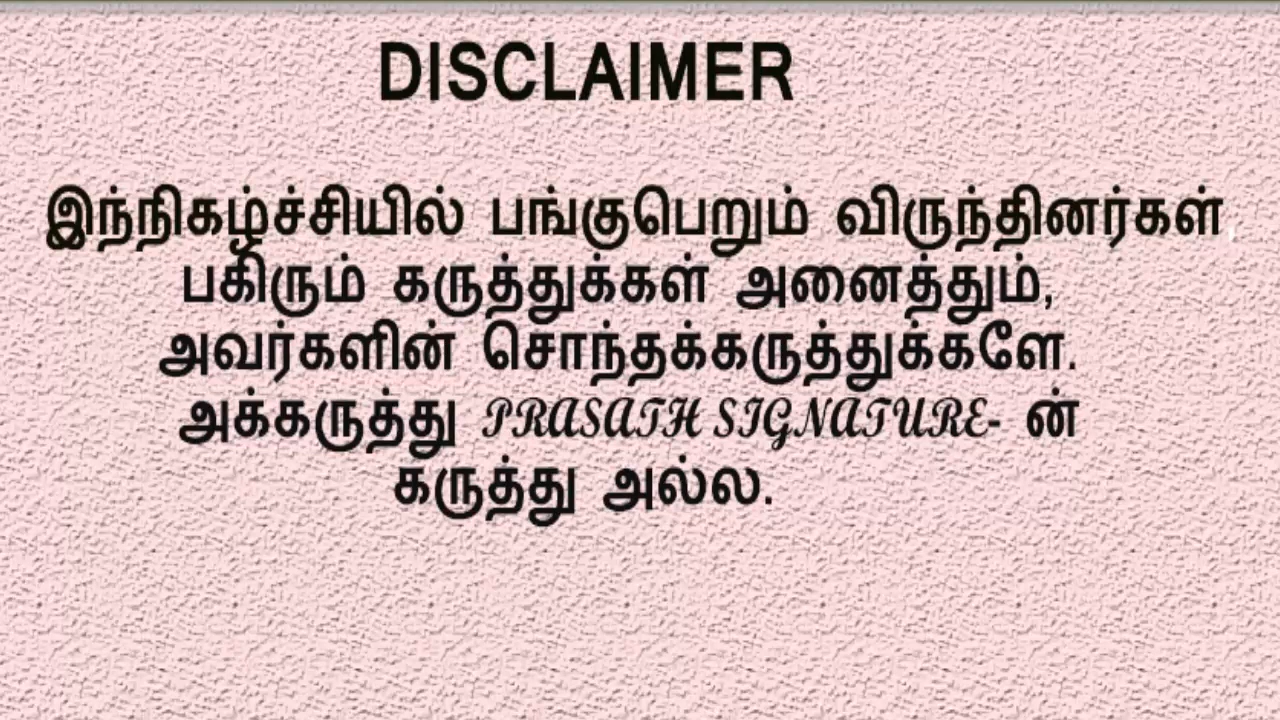 DISCLAIMER
இந்நிகழ்ச்சியில் பங்குபெறும் விருந்தினர்கள்,
பகிரும் கருத்துக்கள் அனைத்தும்,
அவர்களின் சொந்தக்கருத்துக்களே.
அக்கருத்து PRASATH SIGNATURE- ன்
கருத்து அல்ல.